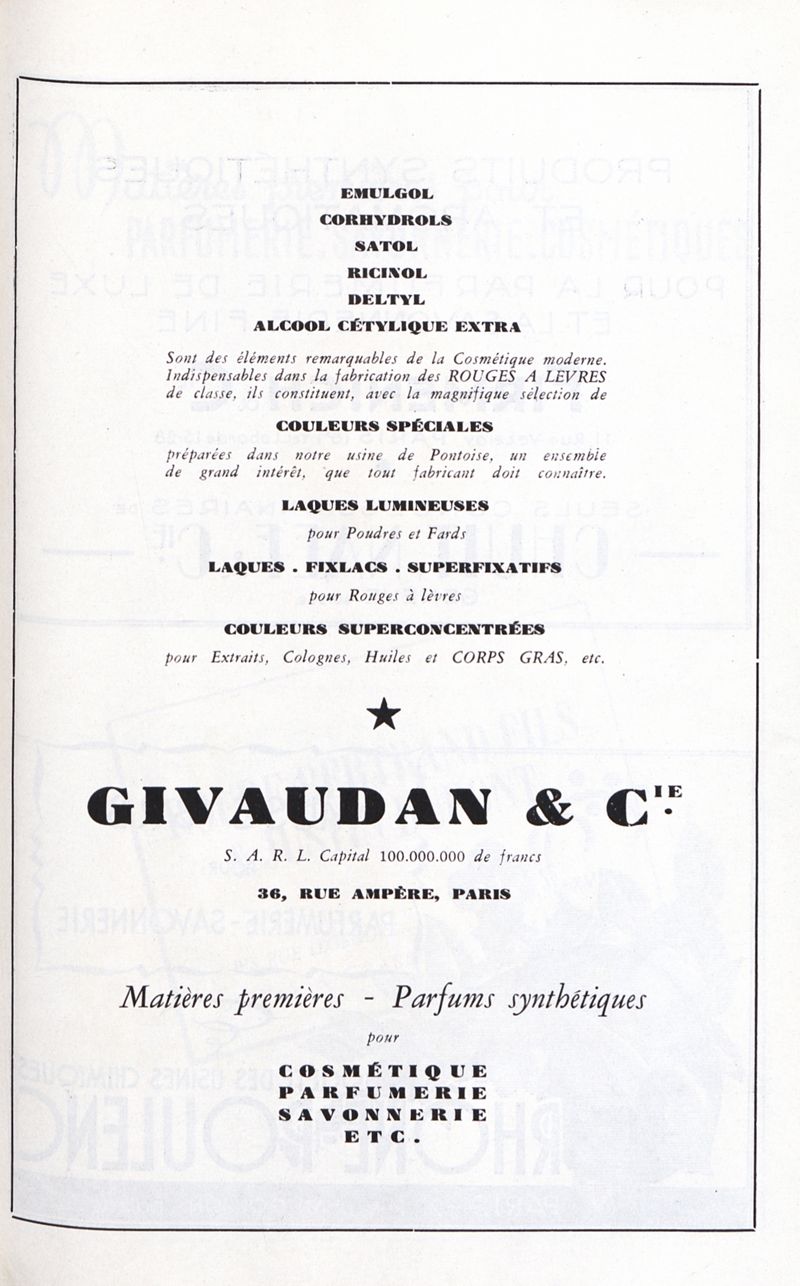 EMULGOL
CORHYDROLS
SATOL
RICINOL
DELTYL
ALCOOL CÉTYLIQUE EXTRA
Sont des éléments remarquables de la Cosmétique moderne.
Indispensables dans la fabrication des ROUGES A LEVRES
de classe, ils constituent, avec la magnifique sélection de
COULEURS SPÉCIALES
préparées dans notre usine de Pontoise, un ensemble
de grand intérêt, que tout fabricant doit connaître.
LAQUES LUMINEUSES
pour Poudres et Fards
LAQUES . FIXLACS . SUPERFIXATIFS
pour Rouges à lèvres
COULEURS SUPERCONCENTRÉES
pour Extraits, Colognes, Huiles et CORPS GRAS, etc.
GIVAUDAN & CIE.
S. A. R. L. Capital 100.000.000 de francs
36, RUE AMPÈRE, PARIS
Matières premières - Parfums synthétiques
pour
COSMÉTIQUE
PARFUMERIE
SAVONNERIE
ETC.